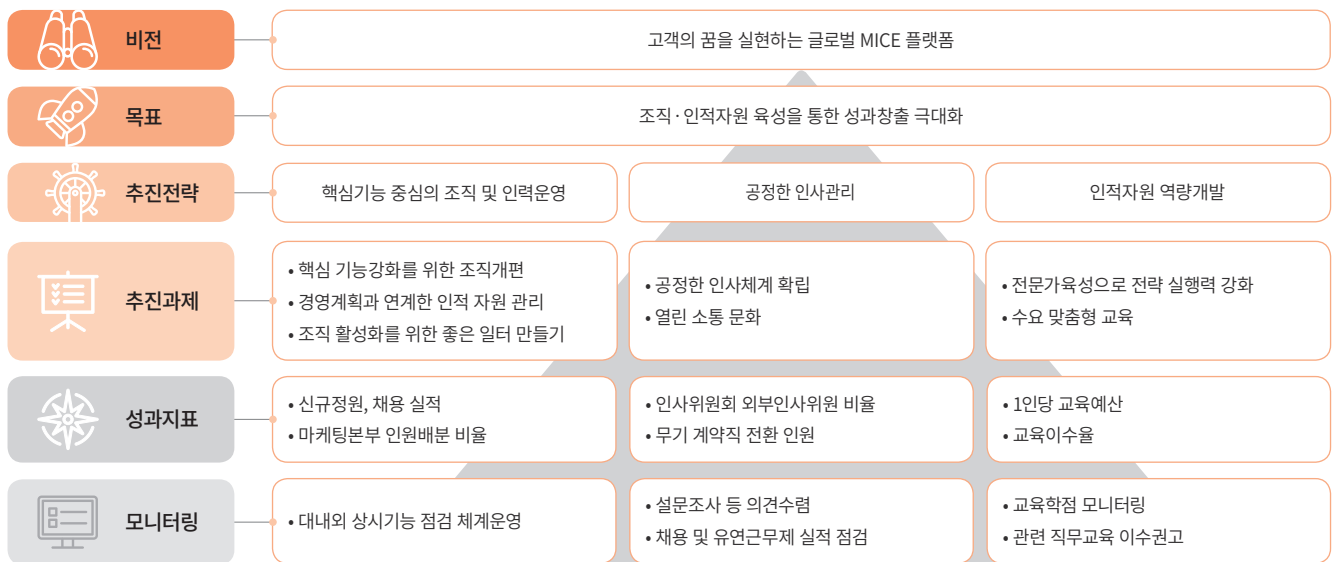 비전
고객의 꿈을 실현하는 글로벌 MICE 플랫폼
목표
조직·인적자원 육성을 통한 성과창출 극대화
추진전략
핵심기능 중심의 조직 및 인력운영
공정한 인사관리
인적자원 역량개발
추진과제
• 핵심 기능강화를 위한 조직개편
• 경영계획과 연계한 인적 자원 관리
• 조직 활성화를 위한 좋은 일터 만들기
• 공정한 인사체계 확립
• 열린 소통 문화
• 전문가육성으로 전략 실행력 강화
• 수요 맞춤형 교육
성과지표
• 신규정원, 채용 실적
• 마케팅본부 인원배분 비율
• 인사위원회 외부인사위원 비율
• 무기 계약직 전환 인원
• 1인당 교육예산
• 교육이수율
모니터링
• 대내외 상시기능 점검 체계운영
• 설문조사 등 의견수렴
• 채용 및 유연근무제 실적 점검
• 교육학점 모니터링
• 관련 직무교육 이수권고